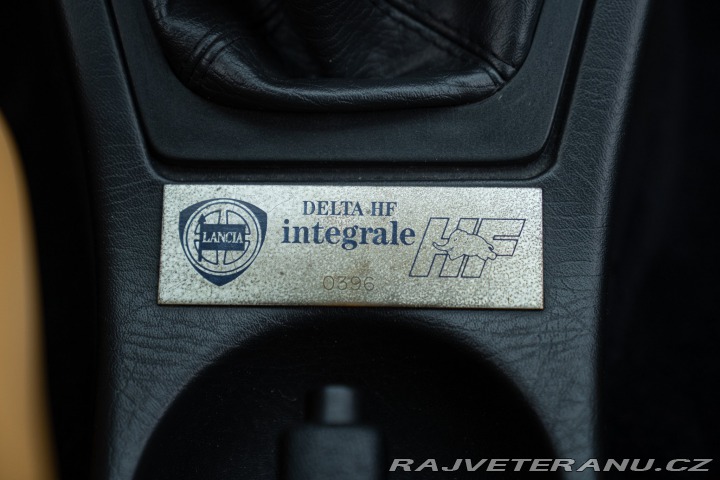 DELTA HF
LANCIA
integrale
HF
0396
RAJVETERANU.CZ